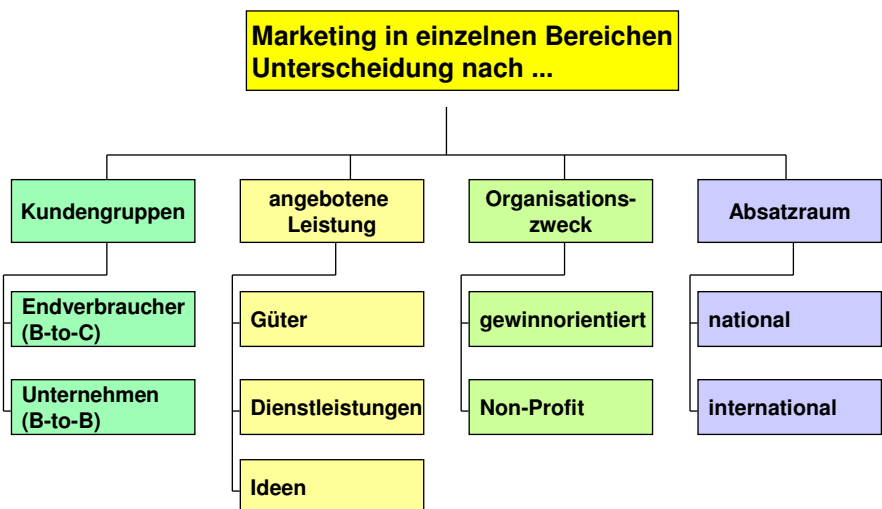 Marketing in einzelnen Bereichen
Unterscheidung nach ...
Kundengruppen
angebotene
Leistung
Organisations-
zweck
Absatzraum
Endverbraucher
(B-to-C)
Güter
gewinnorientiert
national
Unternehmen
(B-to-B)
Dienstleistungen
Non-Profit
international
Ideen